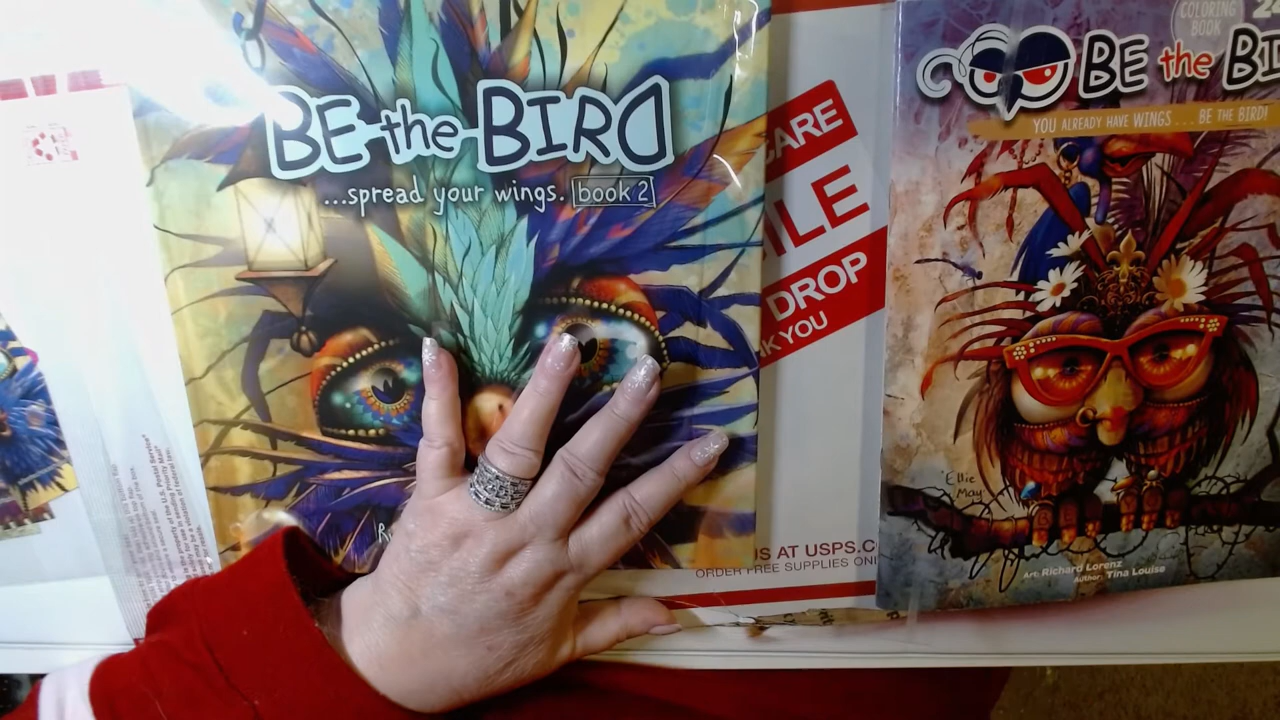 BE the BIRD
...spread your wings. book 2
CARE
ILE
DROP
K YOU
IS AT USPS.C
ORDER FREE SUPPLIES ONL
COLORING
BOOK
BE the BI
YOU ALREADY HAVE WINGS... BE THE BIRD!
'Ellie
May'
Art: Richard Lorenz
Author: Tina Louise